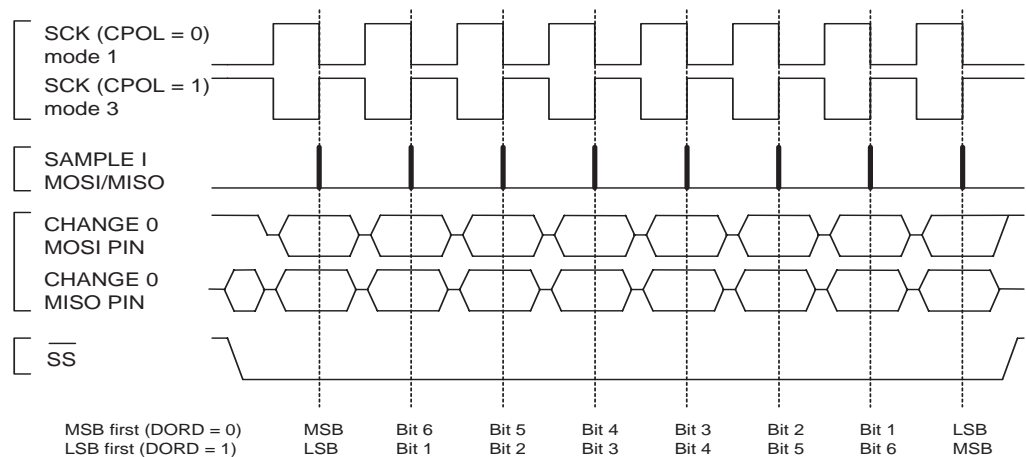 SCK (CPOL = 0)
mode 1
SCK (CPOL = 1)
mode 3
SAMPLE I
MOSI/MISO
CHANGE 0
MOSI PIN
CHANGE 0
MISO PIN
SS
MSB first (DORD = 0) MSB Bit 6 Bit 5 Bit 4 Bit 3 Bit 2 Bit 1 LSB
LSB first (DORD = 1) LSB Bit 1 Bit 2 Bit 3 Bit 4 Bit 5 Bit 6 MSB